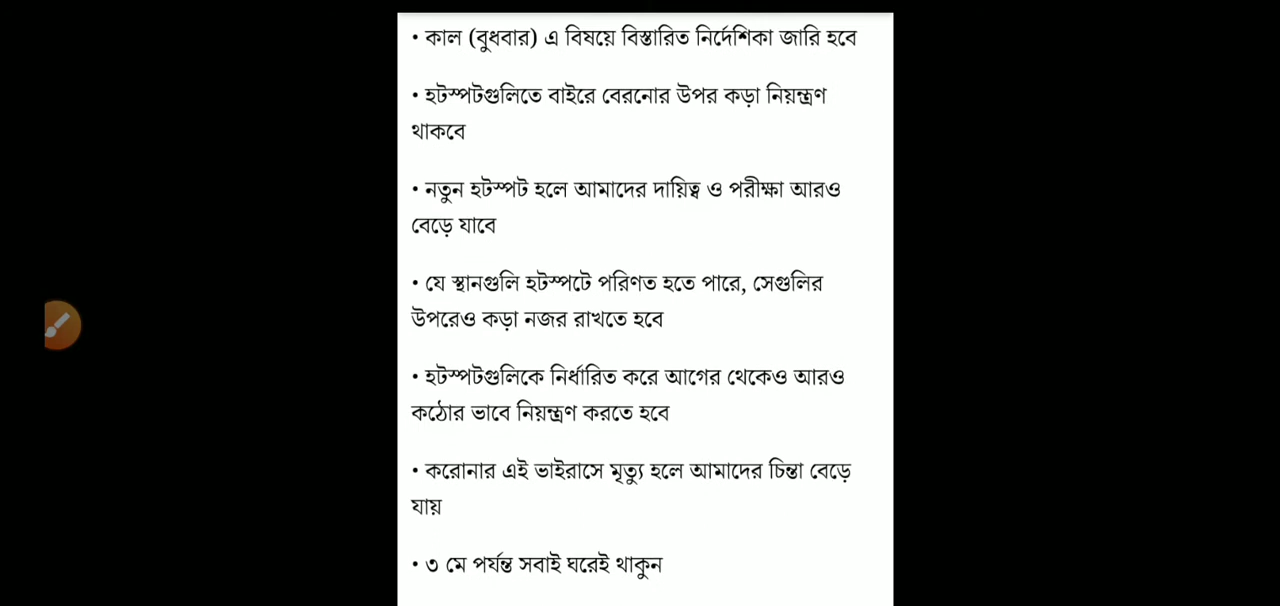 • কাল (বুধবার) এ বিষয়ে বিস্তারিত নির্দেশিকা জারি হবে
• হটস্পটগুলিতে বাইরে বেরনোর উপর কড়া নিয়ন্ত্রণ
থাকবে
• নতুন হটস্পট হলে আমাদের দায়িত্ব ও পরীক্ষা আরও
বেড়ে যাবে
• যে স্থানগুলি হটস্পটে পরিণত হতে পারে, সেগুলির
উপরেও কড়া নজর রাখতে হবে
• হটস্পটগুলিকে নির্ধারিত করে আগের থেকেও আরও
কঠোর ভাবে নিয়ন্ত্রণ করতে হবে
• করোনার এই ভাইরাসে মৃত্যু হলে আমাদের চিন্তা বেড়ে
যায়
• ৩ মে পর্যন্ত সবাই ঘরেই থাকুন